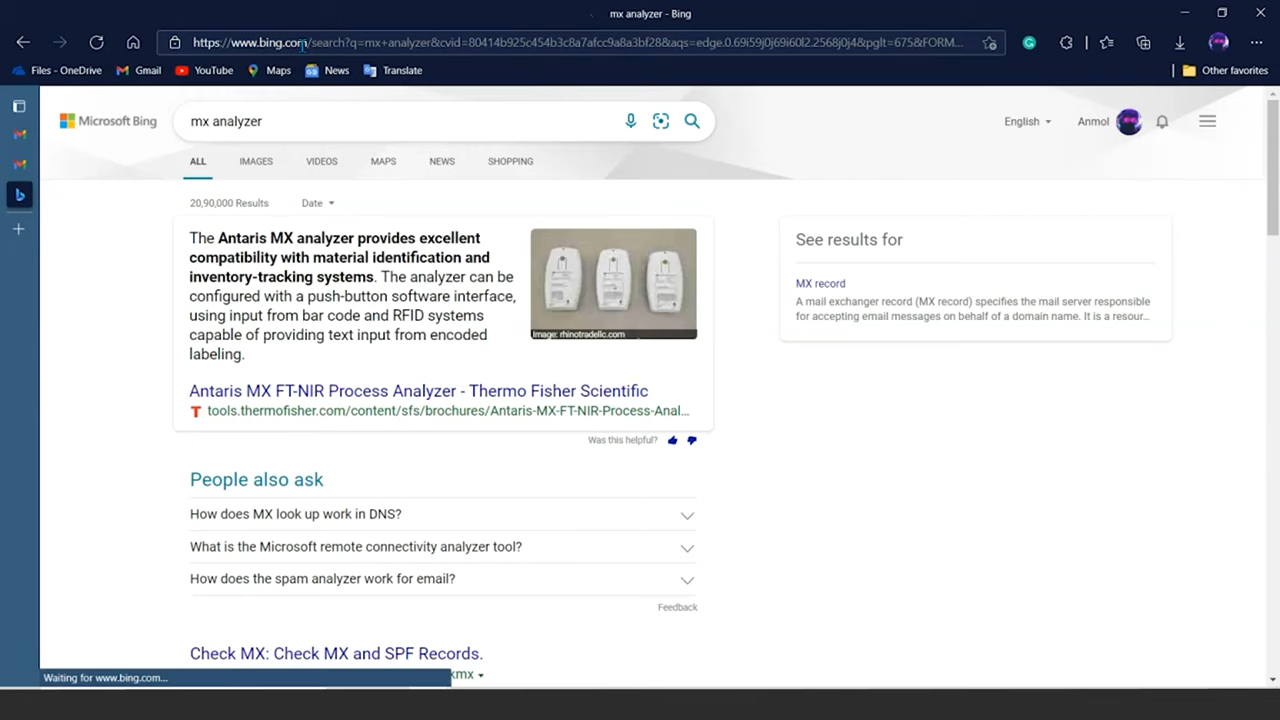 mx analyzer - Bing
https://www.bing.com/search?q=mx+analyzer&cvid=80414b925c454b3c8a7afcc9a8a3bf28&aqs=edge.0.69i59j0j69i60l2.2568j0j4&pglt=675&FORM...
Files - OneDrive Gmail YouTube Maps News Translate Other favorites
Microsoft Bing mx analyzer English Anmol
ALL IMAGES VIDEOS MAPS NEWS SHOPPING
20,90,000 Results Date
The Antaris MX analyzer provides excellent
compatibility with material identification and
inventory-tracking systems. The analyzer can be
configured with a push-button software interface,
using input from bar code and RFID systems
capable of providing text input from encoded
labeling.
Image: rhinotradellc.com
Antaris MX FT-NIR Process Analyzer - Thermo Fisher Scientific
tools.thermofisher.com/content/sfs/brochures/Antaris-MX-FT-NIR-Process-Anal...
Was this helpful?
See results for
MX record
A mail exchanger record (MX record) specifies the mail server responsible
for accepting email messages on behalf of a domain name. It is a resour...
People also ask
How does MX look up work in DNS?
What is the Microsoft remote connectivity analyzer tool?
How does the spam analyzer work for email?
Feedback
Check MX: Check MX and SPF Records.
kmx
Waiting for www.bing.com...